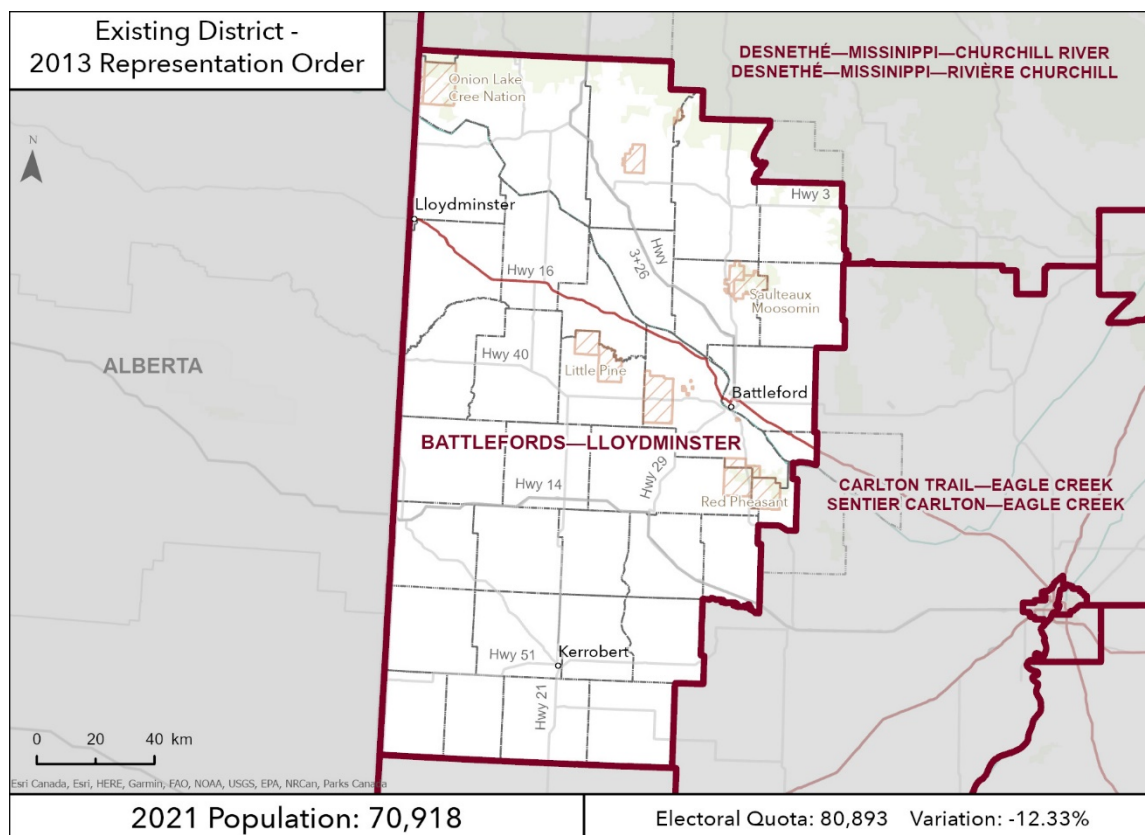 Existing District -
2013 Representation Order
DESNETHÉ—MISSINIPPI—CHURCHILL RIVER
DESNETHÉ—MISSINIPPI—RIVIÈRE CHURCHILL
Onion Lake
Cree Nation
N
Hwy 3
Lloydminster
Hwy
3+26
Hwy 16
Saulteaux
Moosomin
Hwy 40
ALBERTA
Little Pine
Battleford
BATTLEFORDS—LLOYDMINSTER
Hwy 29
Hwy 14
CARLTON TRAIL—EAGLE CREEK
SENTIER CARLTON—EAGLE CREEK
Red Pheasant
Kerrobert
Hwy 51
Hwy 21
0 20 40 km
Esri Canada, Esri, HERE, Garmin, FAO, NOAA, USGS, EPA, NRCan, Parks Canada
2021 Population: 70,918
Electoral Quota: 80,893 Variation: -12.33%